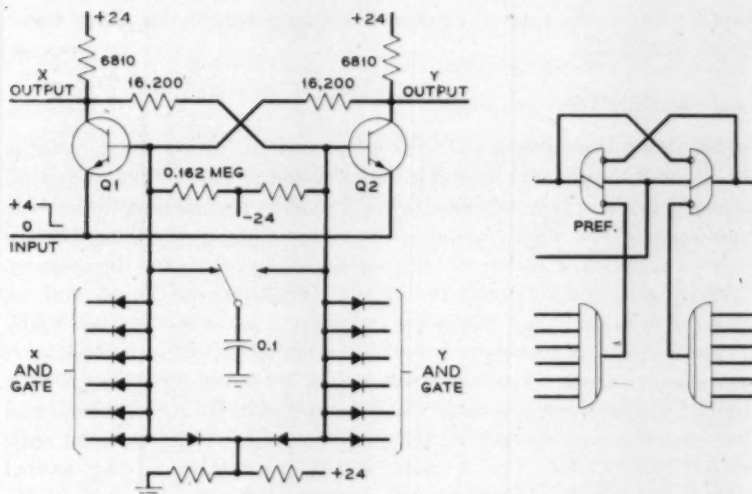 +24
+24
6810
6810
X
OUTPUT
16,200
16,200
Y
OUTPUT
Q1
Q2
0.162 MEG
-24
+4
0
INPUT
PREF.
0.1
X
AND
GATE
Y
AND
GATE
+24